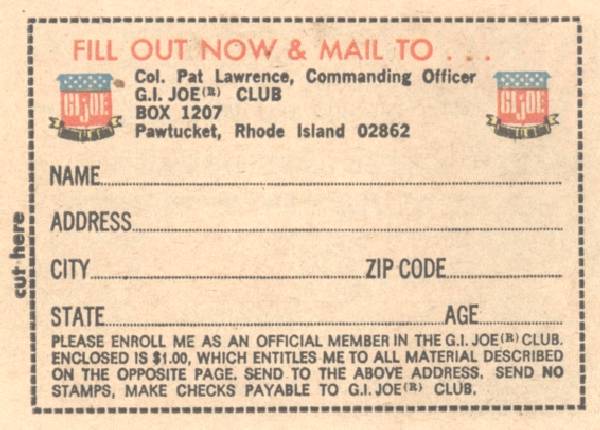 FILL OUT NOW & MAIL TO . . .
Col. Pat Lawrence, Commanding Officer
G.I. JOE(R) CLUB
BOX 1207
Pawtucket, Rhode Island 02862
GI JOE
GI JOE
NAME
ADDRESS
CITY ZIP CODE
STATE AGE
cut here
PLEASE ENROLL ME AS AN OFFICIAL MEMBER IN THE G.I. JOE(R) CLUB.
ENCLOSED IS $1.00, WHICH ENTITLES ME TO ALL MATERIAL DESCRIBED
ON THE OPPOSITE PAGE. SEND TO THE ABOVE ADDRESS, SEND NO
STAMPS, MAKE CHECKS PAYABLE TO G.I. JOE(R) CLUB.